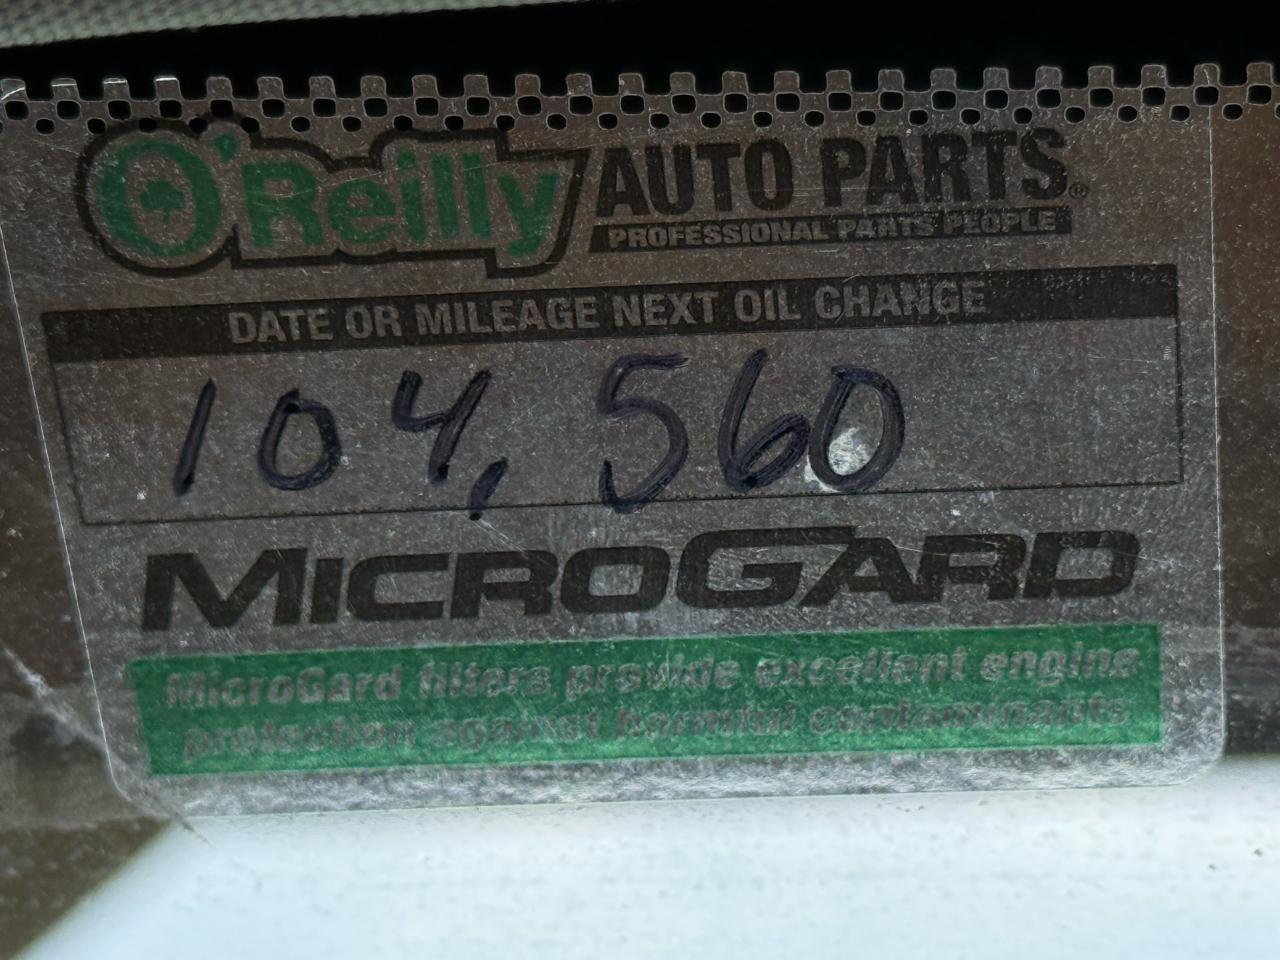 O'Reilly AUTO PARTS®
PROFESSIONAL PARTS PEOPLE
DATE OR MILEAGE NEXT OIL CHANGE
104,560
MICROGARD
MicroGard filters provide excellent engine
protection against harmful contaminants